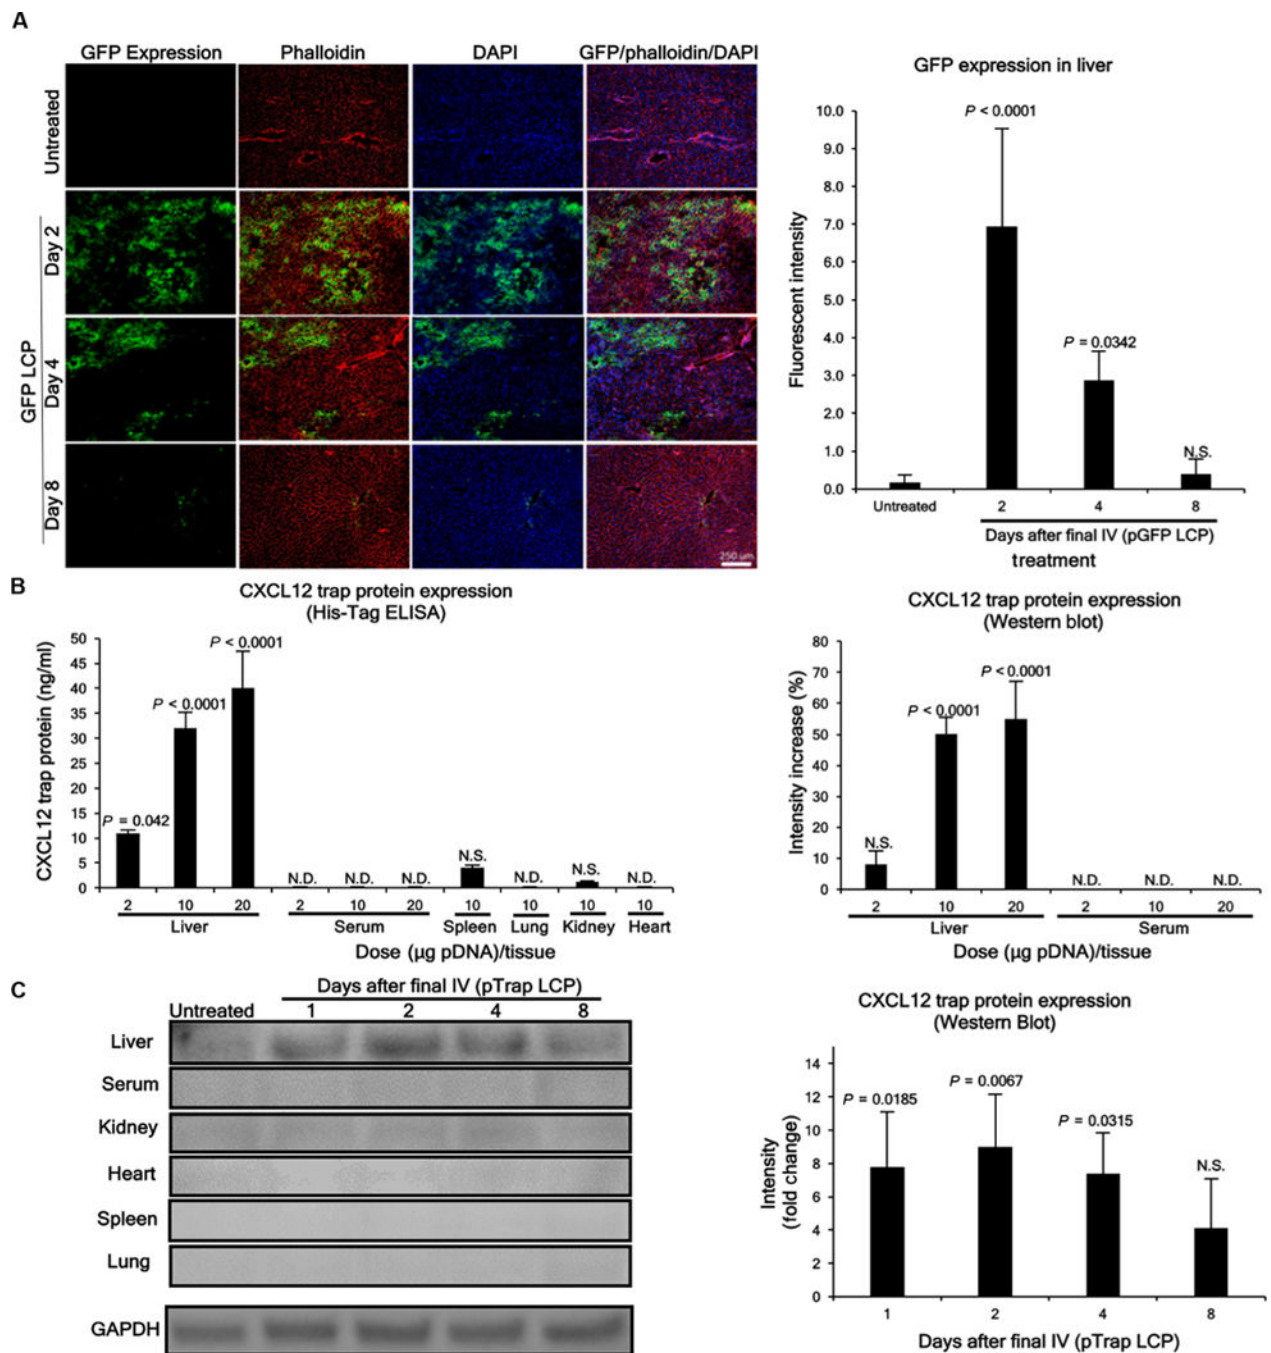 A
GFP Expression
Phalloidin
DAPI
GFP/phalloidin/DAPI
Untreated
GFP LCP
Day 2
Day 4
Day 8
250 um
GFP expression in liver
Fluorescent intensity
10.0
9.0
8.0
7.0
6.0
5.0
4.0
3.0
2.0
1.0
0.0
P < 0.0001
P = 0.0342
N.S.
Untreated
2
4
8
Days after final IV (pGFP LCP)
treatment
B
CXCL12 trap protein expression
(His-Tag ELISA)
CXCL12 trap protein (ng/ml)
50
45
40
35
30
25
20
15
10
5
0
P = 0.042
P < 0.0001
P < 0.0001
N.D.
N.D.
N.D.
N.S.
N.D.
N.S.
N.D.
2
10
20
2
10
20
10
10
10
10
Liver
Serum
Spleen
Lung
Kidney
Heart
Dose (µg pDNA)/tissue
CXCL12 trap protein expression
(Western blot)
Intensity increase (%)
80
70
60
50
40
30
20
10
0
N.S.
P < 0.0001
P < 0.0001
N.D.
N.D.
N.D.
2
10
20
2
10
20
Liver
Serum
Dose (µg pDNA)/tissue
C
Days after final IV (pTrap LCP)
Untreated
1
2
4
8
Liver
Serum
Kidney
Heart
Spleen
Lung
GAPDH
CXCL12 trap protein expression
(Western Blot)
Intensity
(fold change)
14
12
10
8
6
4
2
0
P = 0.0185
P = 0.0067
P = 0.0315
N.S.
1
2
4
8
Days after final IV (pTrap LCP)